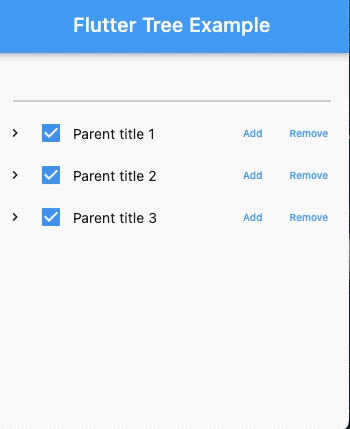 Flutter Tree Example
Parent title 1 Add Remove
Parent title 2 Add Remove
Parent title 3 Add Remove